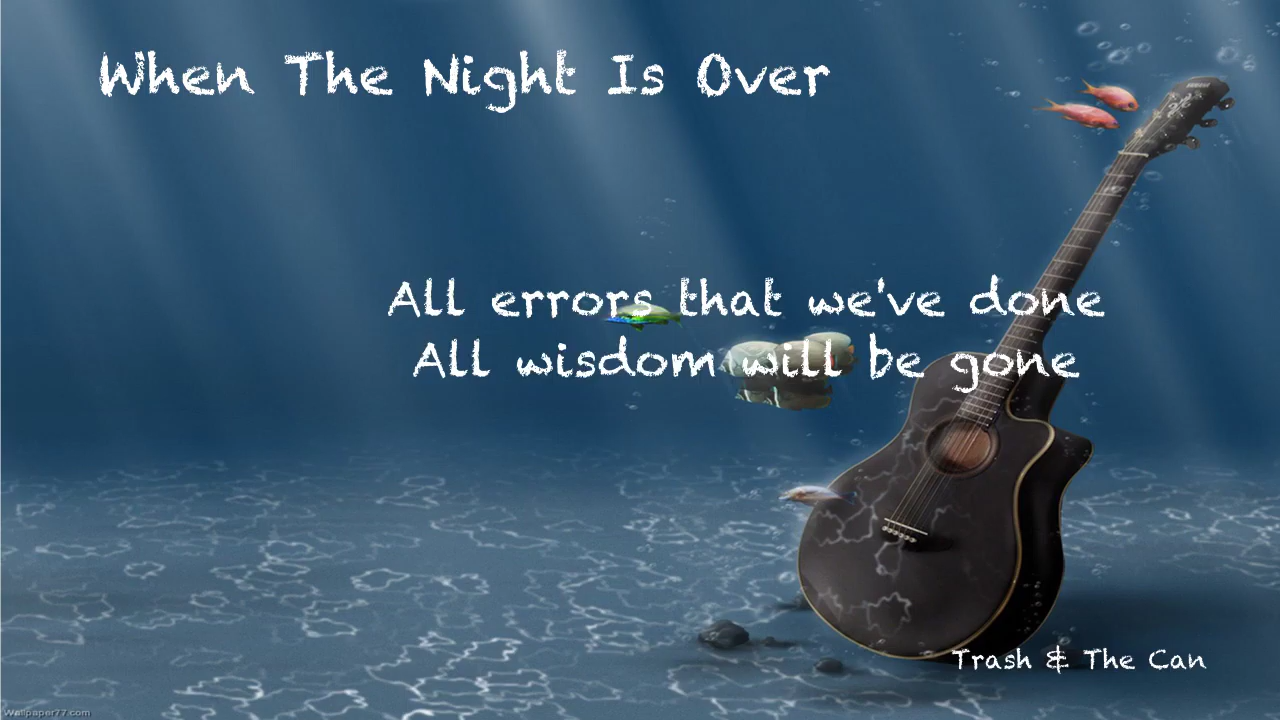 When The Night Is Over
All errors that we've done
All wisdom will be gone
Trash & The Can
Wallpaper77.com